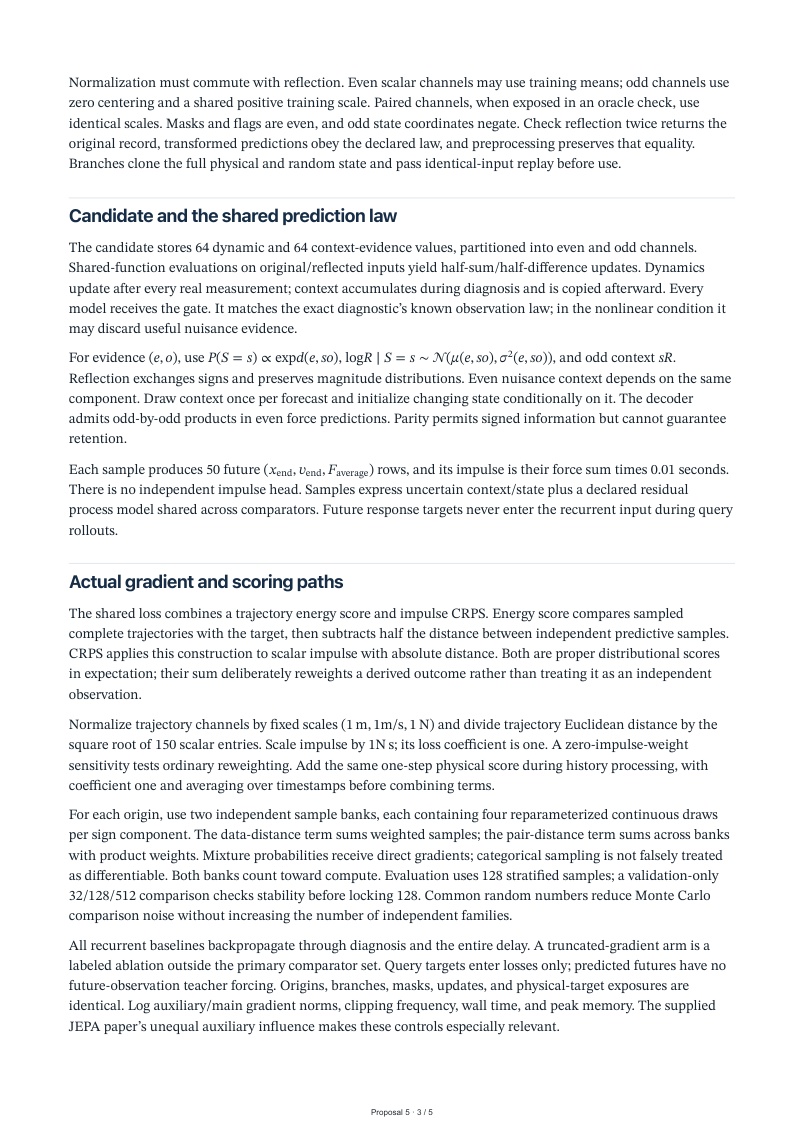 Normalization must commute with reflection. Even scalar channels may use training means; odd channels use
zero centering and a shared positive training scale. Paired channels, when exposed in an oracle check, use
identical scales. Masks and flags are even, and odd state coordinates negate. Check reflection twice returns the
original record, transformed predictions obey the declared law, and preprocessing preserves that equality.
Branches clone the full physical and random state and pass identical-input replay before use.
Candidate and the shared prediction law
The candidate stores 64 dynamic and 64 context-evidence values, partitioned into even and odd channels.
Shared-function evaluations on original/reflected inputs yield half-sum/half-difference updates. Dynamics
update after every real measurement; context accumulates during diagnosis and is copied afterward. Every
model receives the gate. It matches the exact diagnostic’s known observation law; in the nonlinear condition it
may discard useful nuisance evidence.
For evidence (e, o), use P(S = s) ∝ expd(e, so), logR | S = s ∼ 𝒩(μ(e, so), σ²(e, so)), and odd context sR.
Reflection exchanges signs and preserves magnitude distributions. Even nuisance context depends on the same
component. Draw context once per forecast and initialize changing state conditionally on it. The decoder
admits odd-by-odd products in even force predictions. Parity permits signed information but cannot guarantee
retention.
Each sample produces 50 future (x_end, v_end, F_average) rows, and its impulse is their force sum times 0.01 seconds.
There is no independent impulse head. Samples express uncertain context/state plus a declared residual
process model shared across comparators. Future response targets never enter the recurrent input during query
rollouts.
Actual gradient and scoring paths
The shared loss combines a trajectory energy score and impulse CRPS. Energy score compares sampled
complete trajectories with the target, then subtracts half the distance between independent predictive samples.
CRPS applies this construction to scalar impulse with absolute distance. Both are proper distributional scores
in expectation; their sum deliberately reweights a derived outcome rather than treating it as an independent
observation.
Normalize trajectory channels by fixed scales (1 m, 1m/s, 1 N) and divide trajectory Euclidean distance by the
square root of 150 scalar entries. Scale impulse by 1N s; its loss coefficient is one. A zero-impulse-weight
sensitivity tests ordinary reweighting. Add the same one-step physical score during history processing, with
coefficient one and averaging over timestamps before combining terms.
For each origin, use two independent sample banks, each containing four reparameterized continuous draws
per sign component. The data-distance term sums weighted samples; the pair-distance term sums across banks
with product weights. Mixture probabilities receive direct gradients; categorical sampling is not falsely treated
as differentiable. Both banks count toward compute. Evaluation uses 128 stratified samples; a validation-only
32/128/512 comparison checks stability before locking 128. Common random numbers reduce Monte Carlo
comparison noise without increasing the number of independent families.
All recurrent baselines backpropagate through diagnosis and the entire delay. A truncated-gradient arm is a
labeled ablation outside the primary comparator set. Query targets enter losses only; predicted futures have no
future-observation teacher forcing. Origins, branches, masks, updates, and physical-target exposures are
identical. Log auxiliary/main gradient norms, clipping frequency, wall time, and peak memory. The supplied
JEPA paper’s unequal auxiliary influence makes these controls especially relevant.
Proposal 5 · 3 / 5